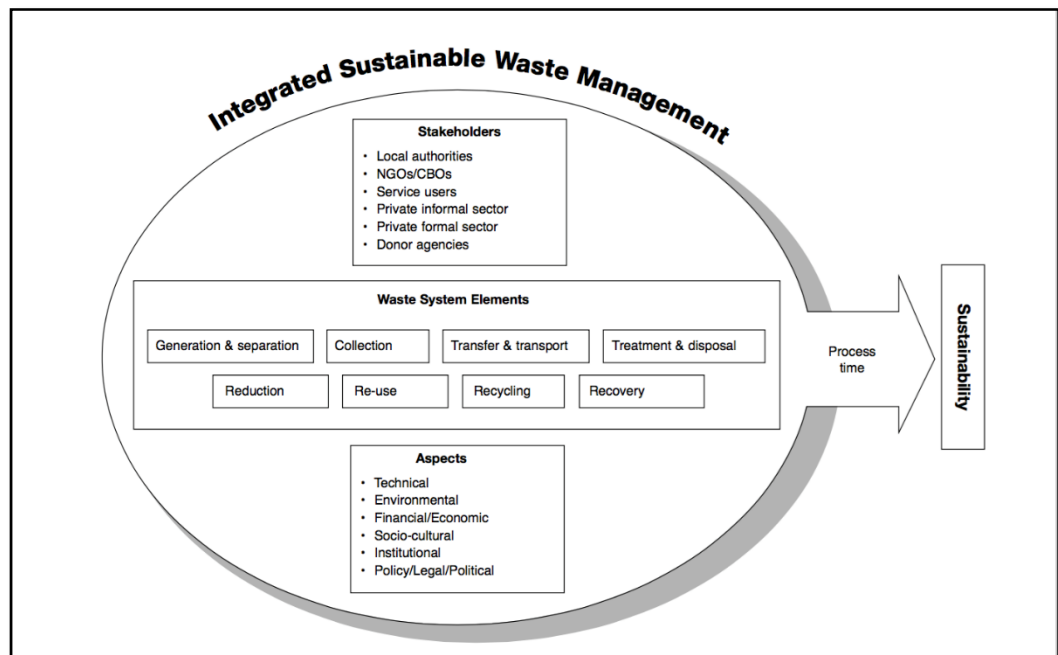 Integrated Sustainable Waste Management
Stakeholders
• Local authorities
• NGOs/CBOs
• Service users
• Private informal sector
• Private formal sector
• Donor agencies
Waste System Elements
Generation & separation
Collection
Transfer & transport
Treatment & disposal
Reduction
Re-use
Recycling
Recovery
Aspects
• Technical
• Environmental
• Financial/Economic
• Socio-cultural
• Institutional
• Policy/Legal/Political
Process
time
Sustainability